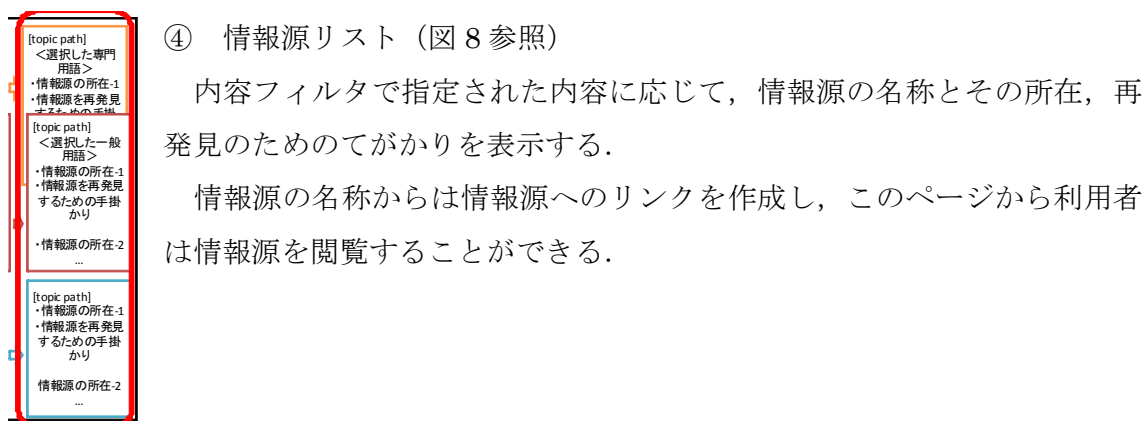 [topic path]
＜選択した専門
用語＞
・情報源の所在-1
・情報源を再発見
するための手掛
[topic path]
＜選択した一般
用語＞
・情報源の所在-1
・情報源を再発見
するための手掛
かり
・情報源の所在-2
…
[topic path]
・情報源の所在-1
・情報源を再発見
するための手掛
かり
情報源の所在-2
…
④　情報源リスト（図 8 参照）
内容フィルタで指定された内容に応じて，情報源の名称とその所在，再
発見のためのてがかりを表示する．
情報源の名称からは情報源へのリンクを作成し，このページから利用者
は情報源を閲覧することができる．